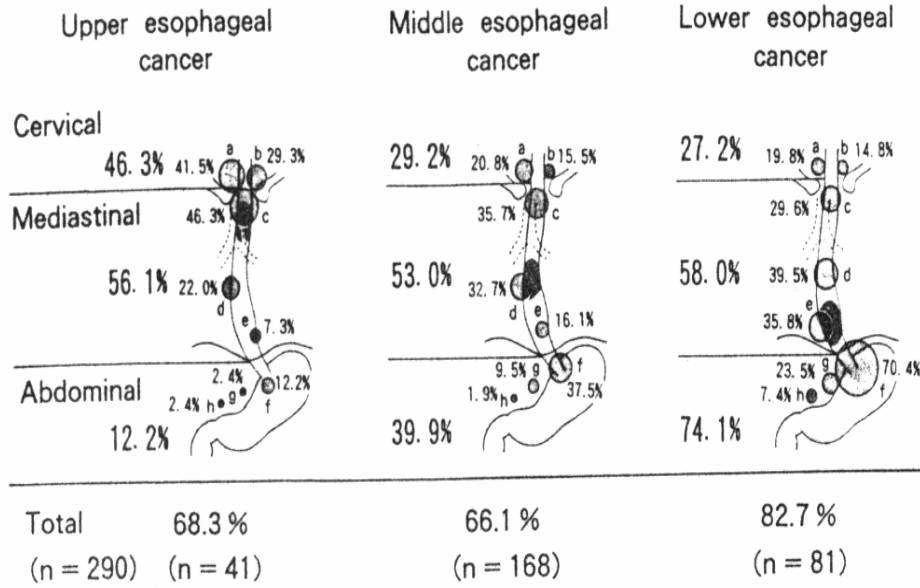 Upper esophageal
cancer
Middle esophageal
cancer
Lower esophageal
cancer
Cervical
46.3%
41.5%
a
b
29.3%
29.2%
20.8%
a
b
15.5%
27.2%
19.8%
a
b
14.8%
Mediastinal
46.3%
c
35.7%
c
29.6%
c
56.1%
22.0%
d
e
7.3%
53.0%
32.7%
d
e
16.1%
58.0%
39.5%
d
e
35.8%
Abdominal
2.4%
g
2.4%
h
12.2%
f
12.2%
9.5%
g
1.9%
h
f
37.5%
39.9%
23.5%
g
7.4%
h
70.4%
f
74.1%
Total
68.3%
66.1%
82.7%
(n = 290)
(n = 41)
(n = 168)
(n = 81)